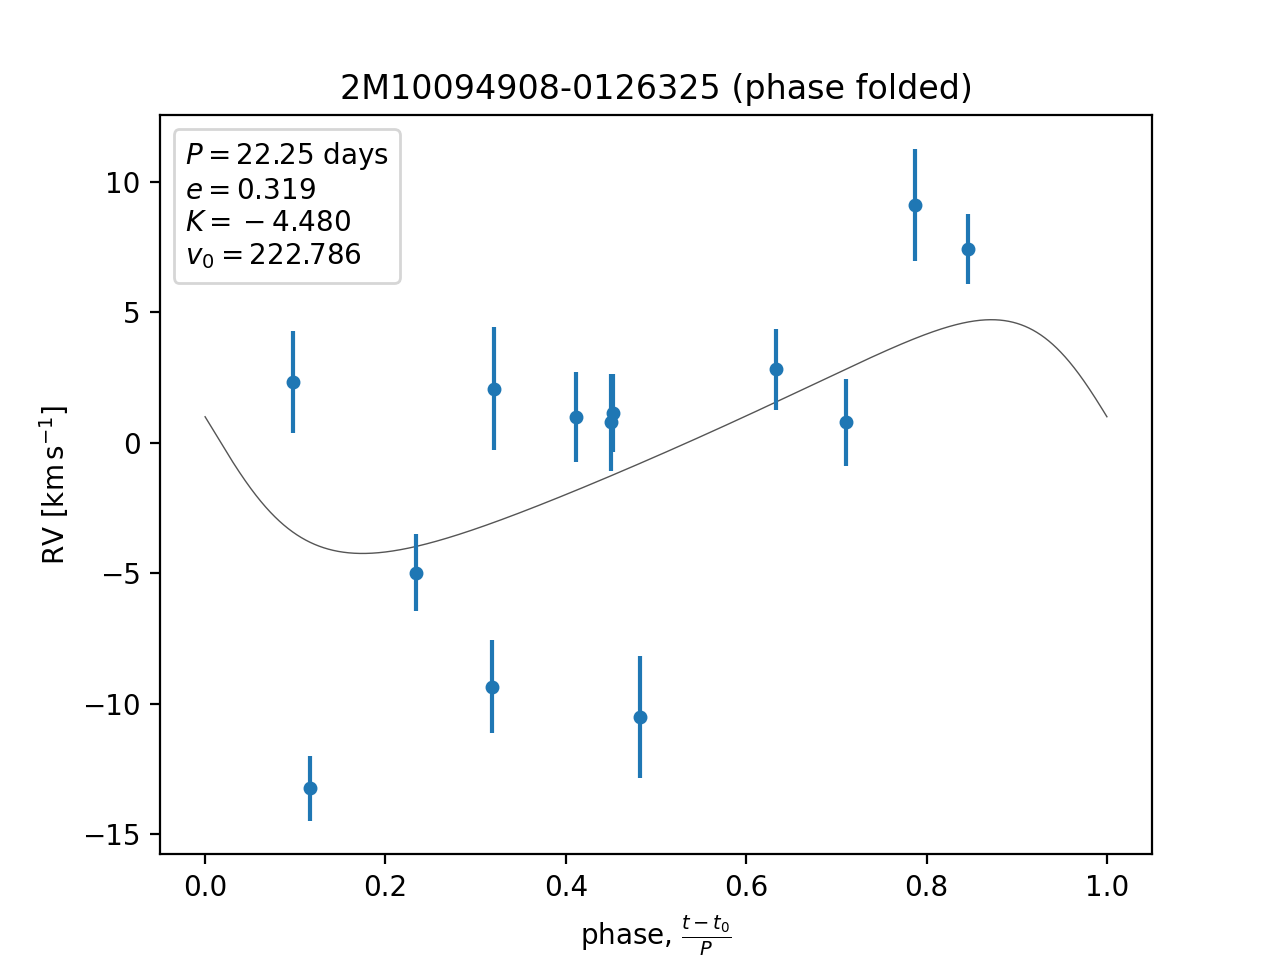 2M10094908-0126325 (phase folded)
P = 22.25 days
e = 0.319
K = −4.480
v₀ = 222.786
10
5
0
−5
−10
−15
RV [km s⁻¹]
0.0 0.2 0.4 0.6 0.8 1.0
phase, (t − t₀)/P